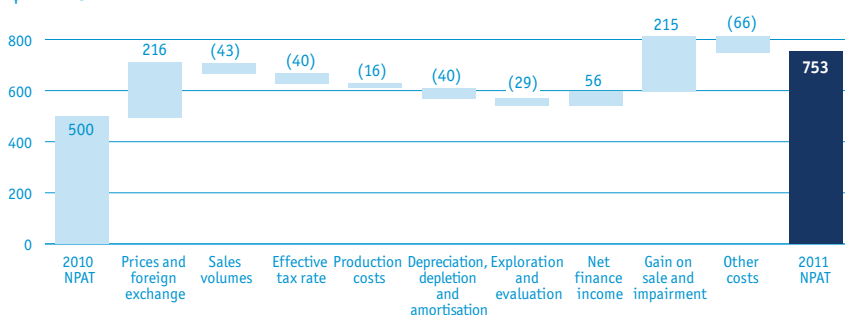 800
600
400
200
0
500
216
(43)
(40)
(16)
(40)
(29)
56
215
(66)
753
2010
NPAT
Prices and
foreign
exchange
Sales
volumes
Effective
tax rate
Production
costs
Depreciation,
depletion
and
amortisation
Exploration
and
evaluation
Net
finance
income
Gain on
sale and
impairment
Other
costs
2011
NPAT